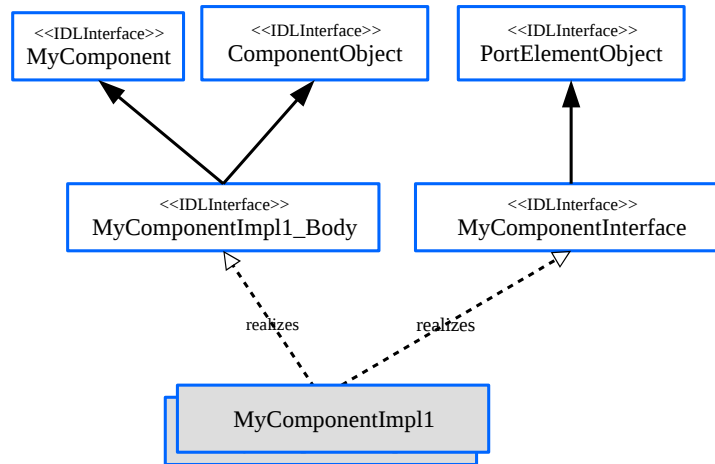 <<IDLInterface>>
MyComponent
<<IDLInterface>>
ComponentObject
<<IDLInterface>>
PortElementObject
<<IDLInterface>>
MyComponentImpl1_Body
<<IDLInterface>>
MyComponentInterface
realizes
realizes
MyComponentImpl1